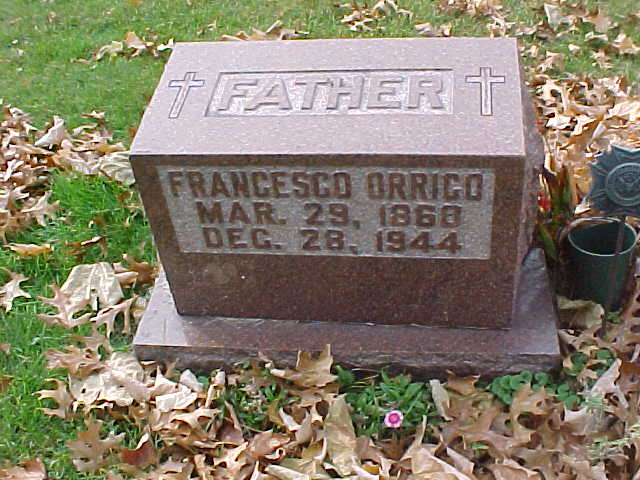 FATHER
FRANCESCO ORRICO
MAR. 29, 1860
DEC. 28, 1944